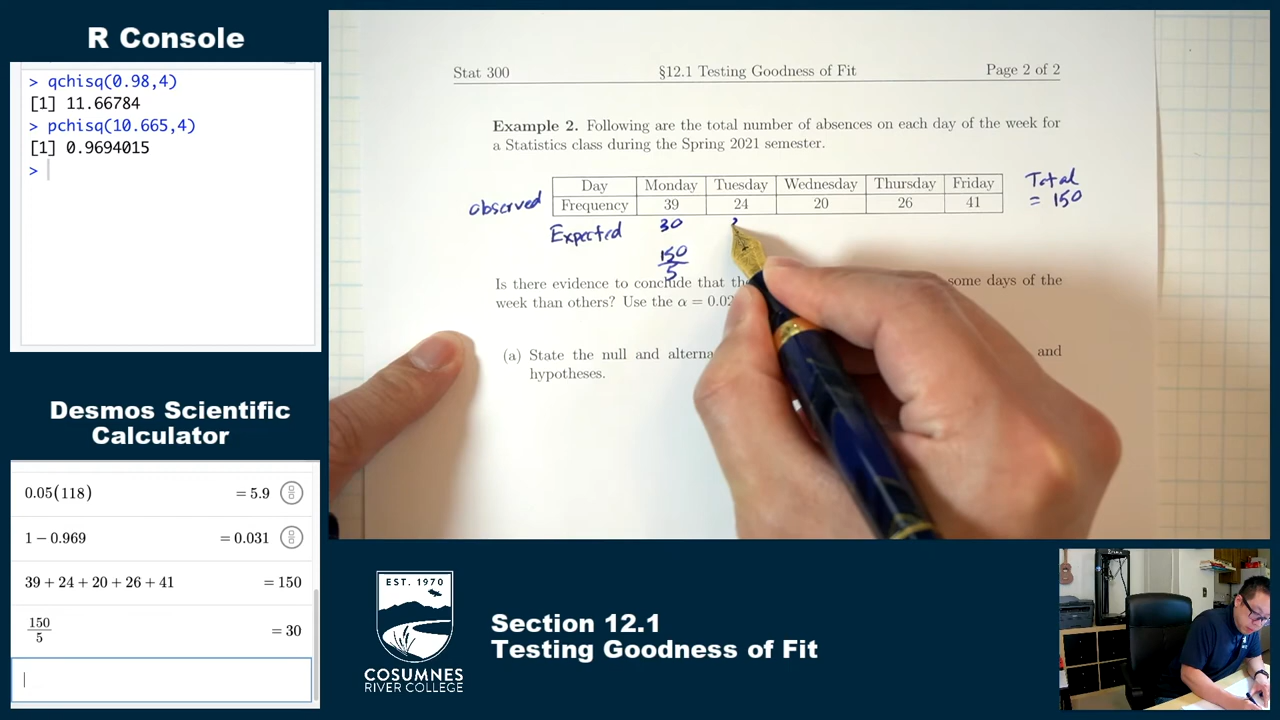 R Console
> qchisq(0.98,4)
[1] 11.66784
> pchisq(10.665,4)
[1] 0.9694015
>
Desmos Scientific
Calculator
0.05(118) = 5.9
1 − 0.969 = 0.031
39 + 24 + 20 + 26 + 41 = 150
150/5 = 30
Stat 300 §12.1 Testing Goodness of Fit Page 2 of 2
Example 2. Following are the total number of absences on each day of the week for
a Statistics class during the Spring 2021 semester.
Day Monday Tuesday Wednesday Thursday Friday
observed Frequency 39 24 20 26 41
Total
= 150
Expected 30
150/5
Is there evidence to conclude that the some days of the
week than others? Use the α = 0.02
(a) State the null and and
hypotheses.
EST. 1970
COSUMNES
RIVER COLLEGE
Section 12.1
Testing Goodness of Fit